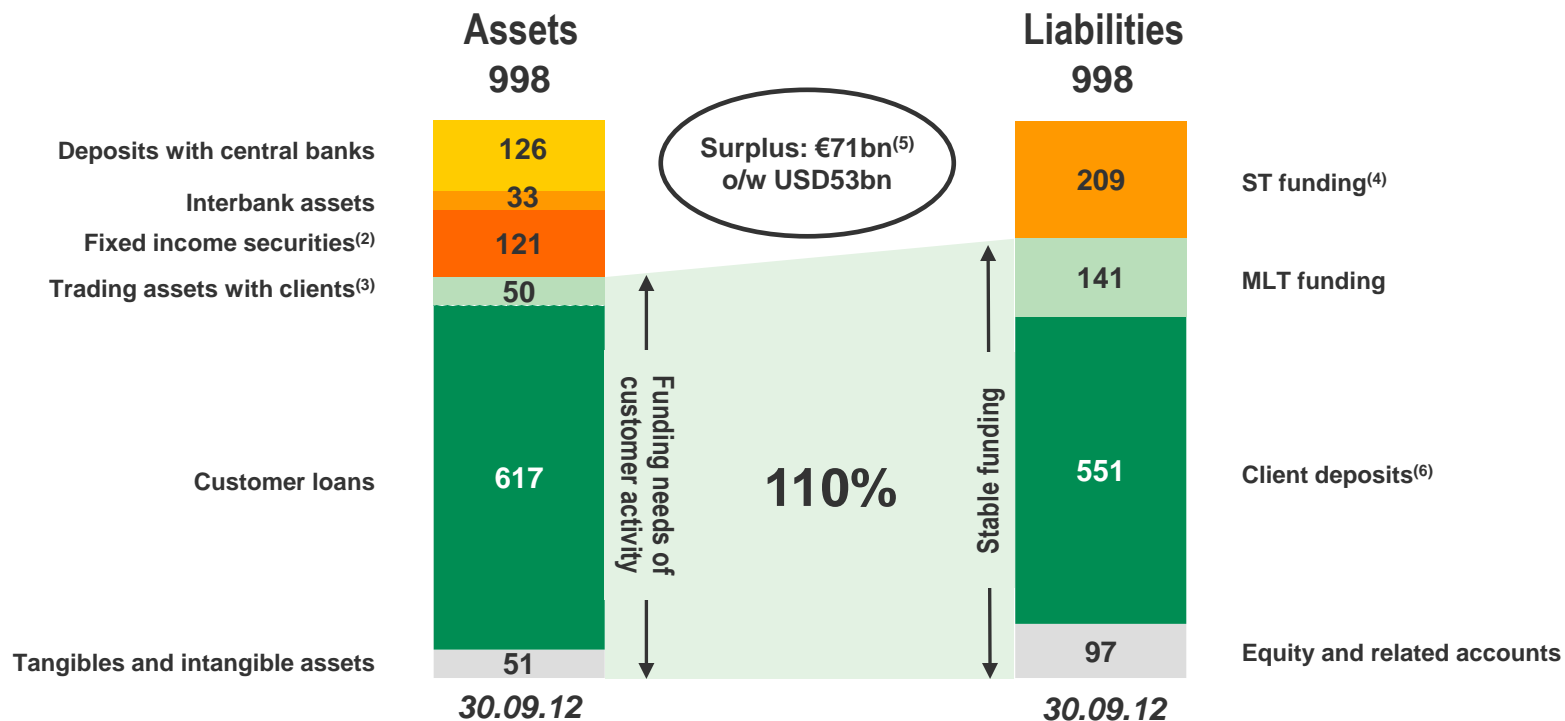 Assets
998
Liabilities
998
Deposits with central banks
126
Interbank assets
33
Fixed income securities(2)
121
Trading assets with clients(3)
50
Customer loans
617
Tangibles and intangible assets
51
30.09.12
Surplus: €71bn(5)
o/w USD53bn
Funding needs of
customer activity
110%
Stable funding
209
ST funding(4)
141
MLT funding
551
Client deposits(6)
97
Equity and related accounts
30.09.12